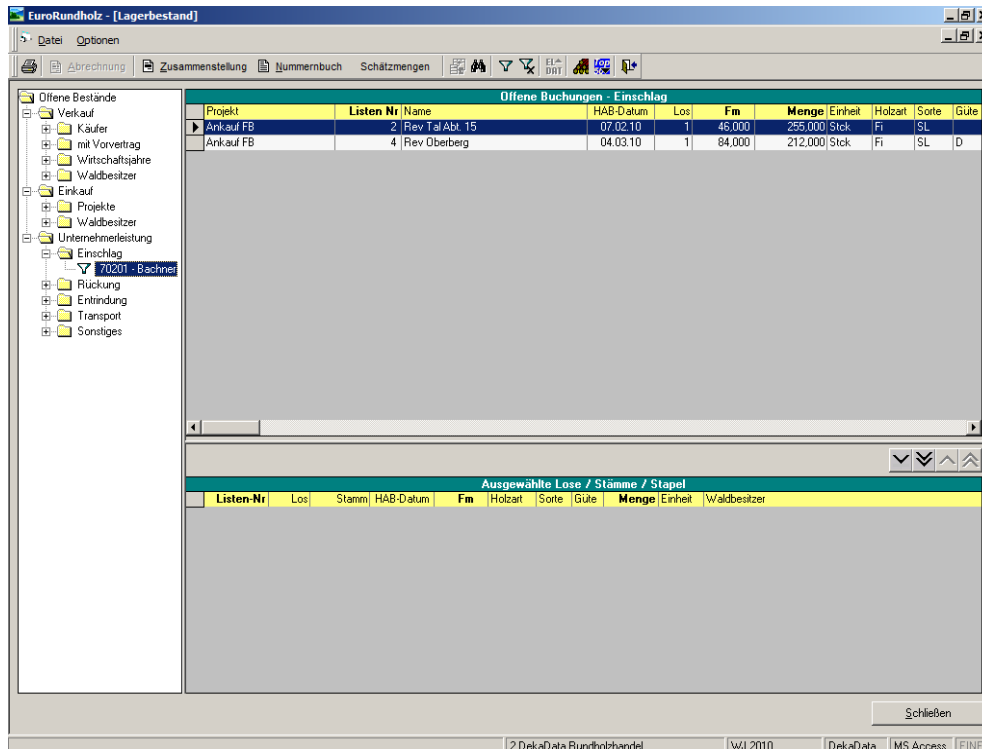 EuroRundholz - [Lagerbestand]
Datei Optionen
Abrechnung Zusammenstellung Nummernbuch Schätzmengen EL DAT
Offene Bestände
Verkauf
Käufer
mit Vorvertrag
Wirtschaftsjahre
Waldbesitzer
Einkauf
Projekte
Waldbesitzer
Unternehmerleistung
Einschlag
70201 - Bachner
Rückung
Entrindung
Transport
Sonstiges
Offene Buchungen - Einschlag
Projekt Listen Nr Name HAB-Datum Los Fm Menge Einheit Holzart Sorte Güte
Ankauf FB 2 Rev Tal Abt. 15 07.02.10 1 46,000 255,000 Stck Fi SL
Ankauf FB 4 Rev Oberberg 04.03.10 1 84,000 212,000 Stck Fi SL D
Ausgewählte Lose / Stämme / Stapel
Listen-Nr Los Stamm HAB-Datum Fm Holzart Sorte Güte Menge Einheit Waldbesitzer
Schließen
2 DekaData Rundholzhandel WJ 2010 DekaData MS Access EINF